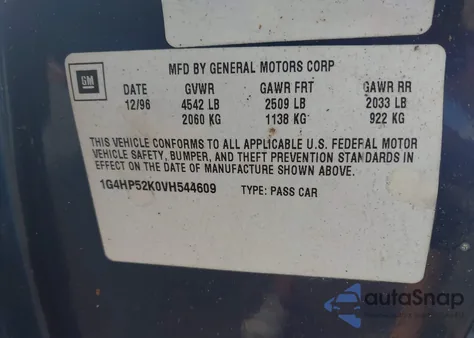 GM
MFD BY GENERAL MOTORS CORP
DATE GVWR GAWR FRT GAWR RR
12/96 4542 LB 2509 LB 2033 LB
2060 KG 1138 KG 922 KG
THIS VEHICLE CONFORMS TO ALL APPLICABLE U.S. FEDERAL MOTOR
VEHICLE SAFETY, BUMPER, AND THEFT PREVENTION STANDARDS IN
EFFECT ON THE DATE OF MANUFACTURE SHOWN ABOVE.
1G4HP52K0VH544609 TYPE: PASS CAR
autoSnap